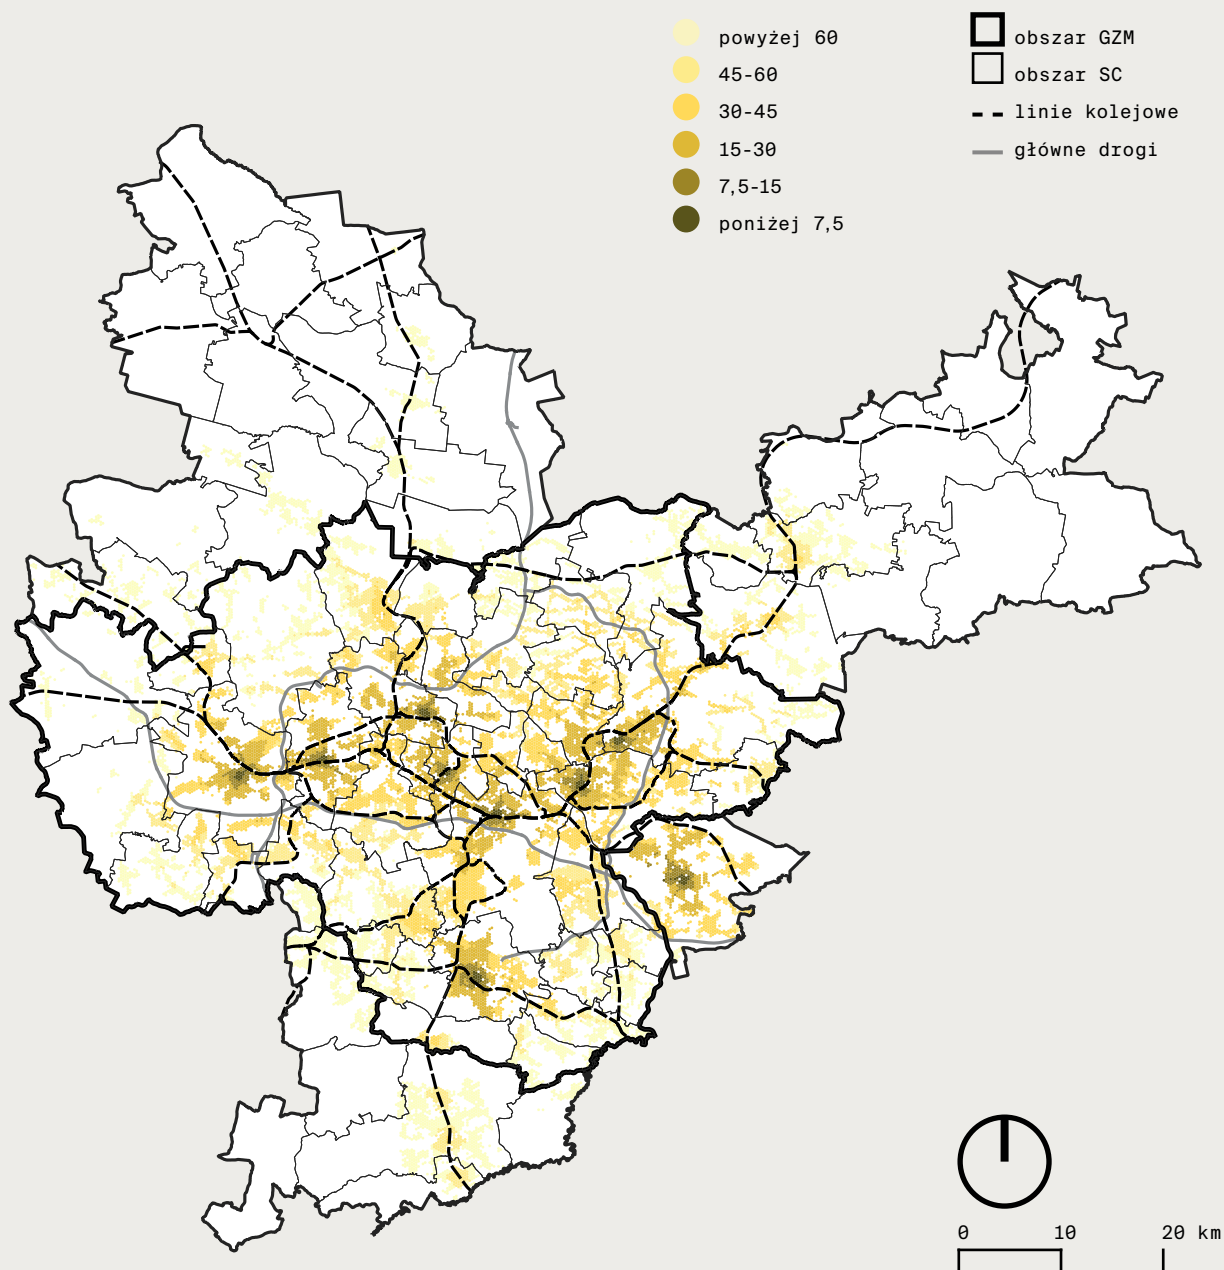 powyżej 60
45-60
30-45
15-30
7,5-15
poniżej 7,5
obszar GZM
obszar SC
linie kolejowe
główne drogi
0 10 20 km